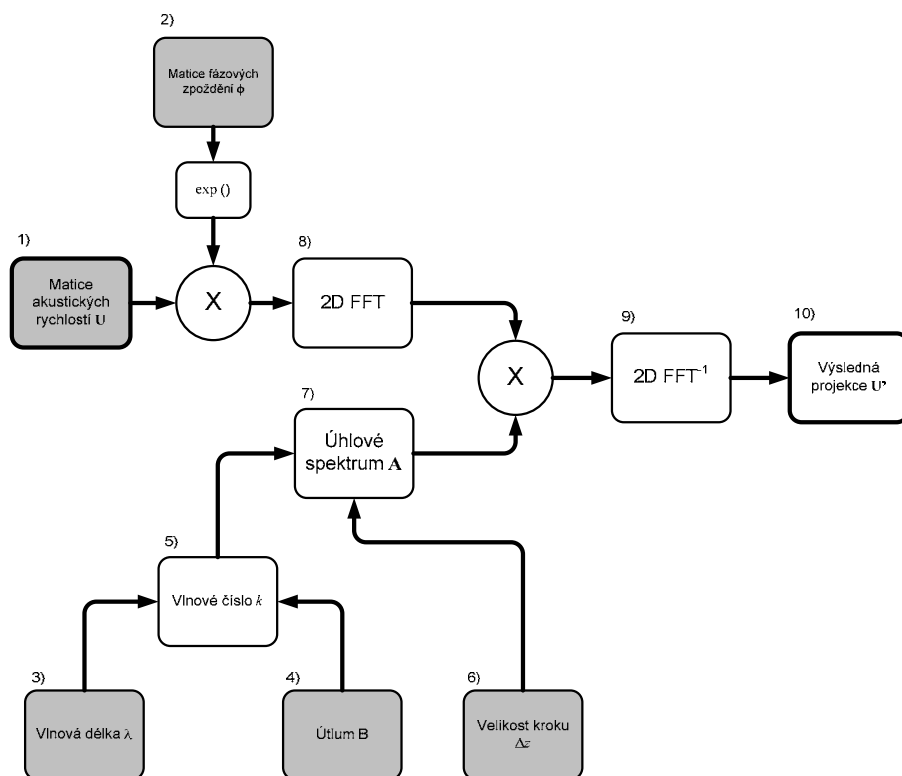 2)
Matice fázových
zpoždění ϕ
exp ()
1)
Matice
akustických
rychlostí U
X
8)
2D FFT
X
9)
2D FFT⁻¹
10)
Výsledná
projekce U’
7)
Úhlové
spektrum A
5)
Vlnové číslo k
3)
Vlnová délka λ
4)
Útlum B
6)
Velikost kroku
Δz